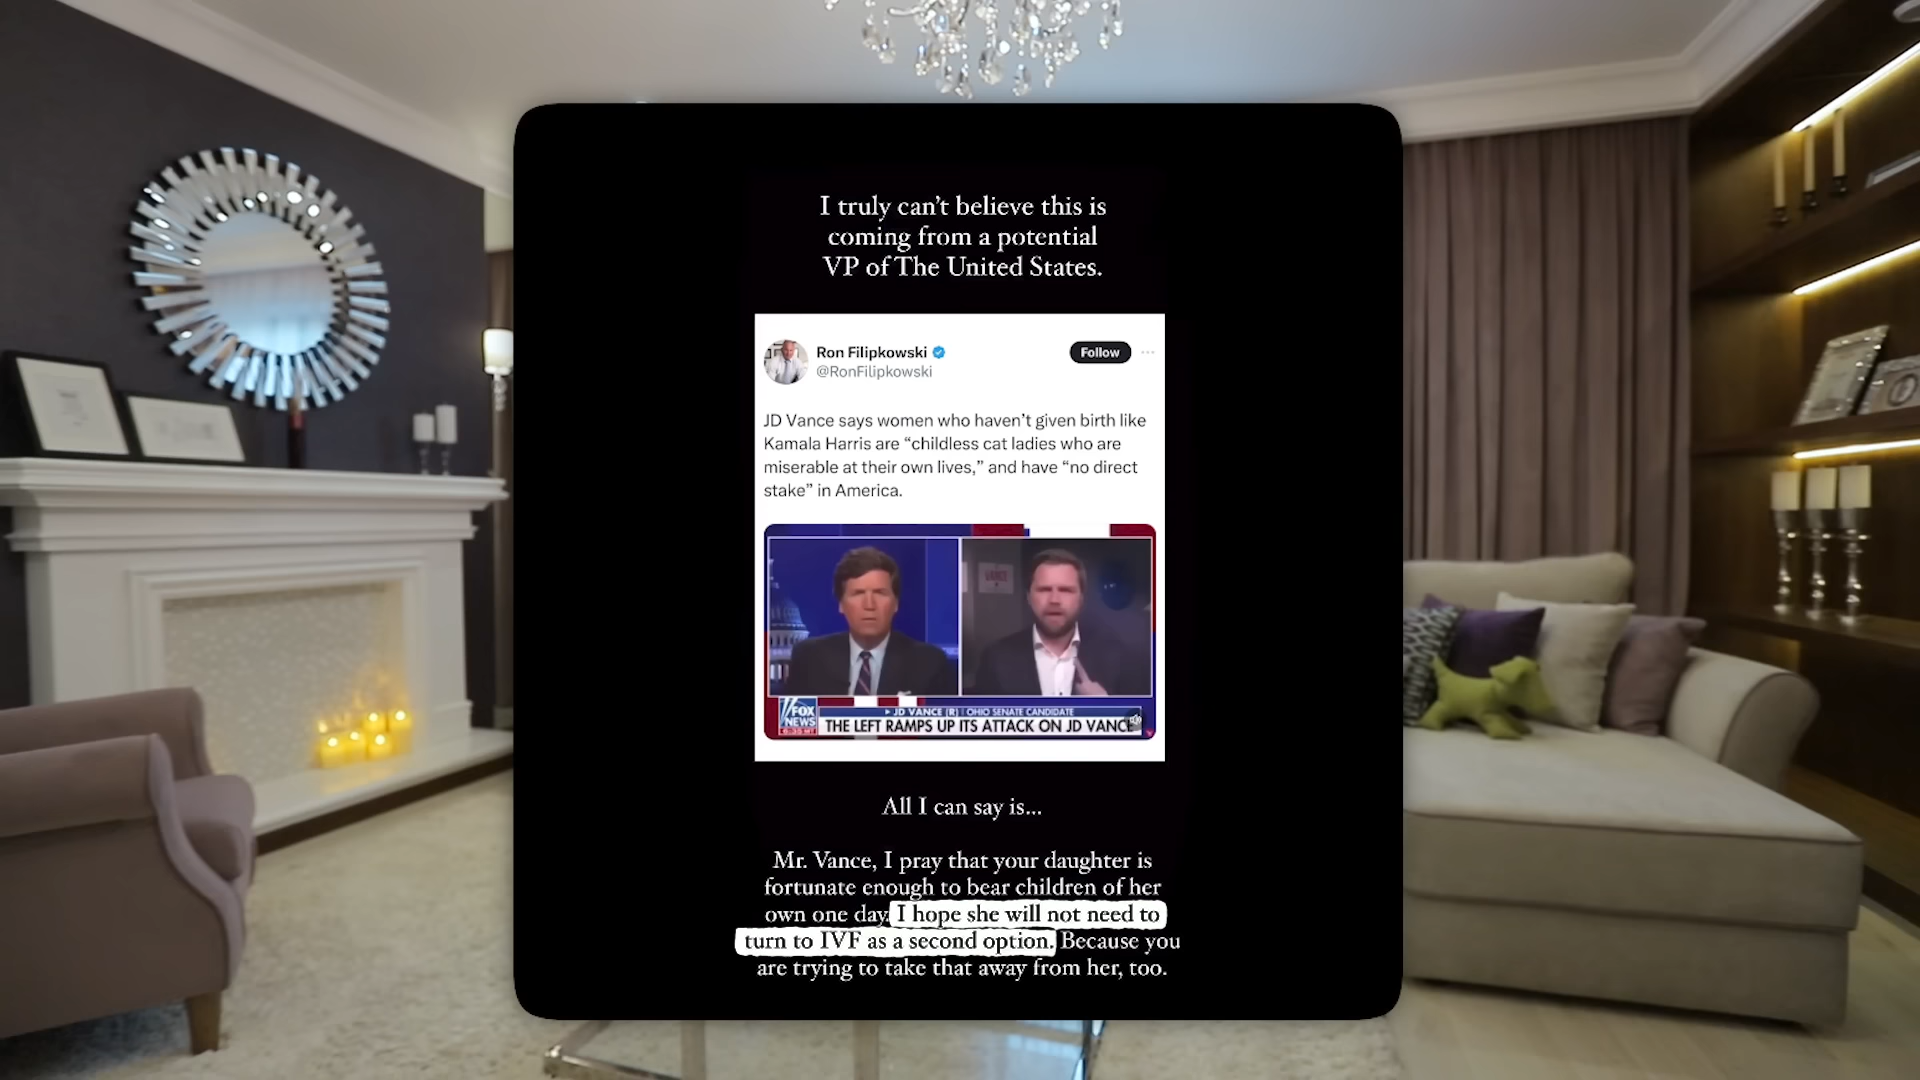 I truly can't believe this is
coming from a potential
VP of The United States.
Ron Filipkowski
@RonFilipkowski
Follow
JD Vance says women who haven't given birth like
Kamala Harris are “childless cat ladies who are
miserable at their own lives,” and have “no direct
stake” in America.
VANCE
FOX
NEWS
JD VANCE (R) | OHIO SENATE CANDIDATE
THE LEFT RAMPS UP ITS ATTACK ON JD VANCE
All I can say is...
Mr. Vance, I pray that your daughter is
fortunate enough to bear children of her
own one day. I hope she will not need to
turn to IVF as a second option. Because you
are trying to take that away from her, too.